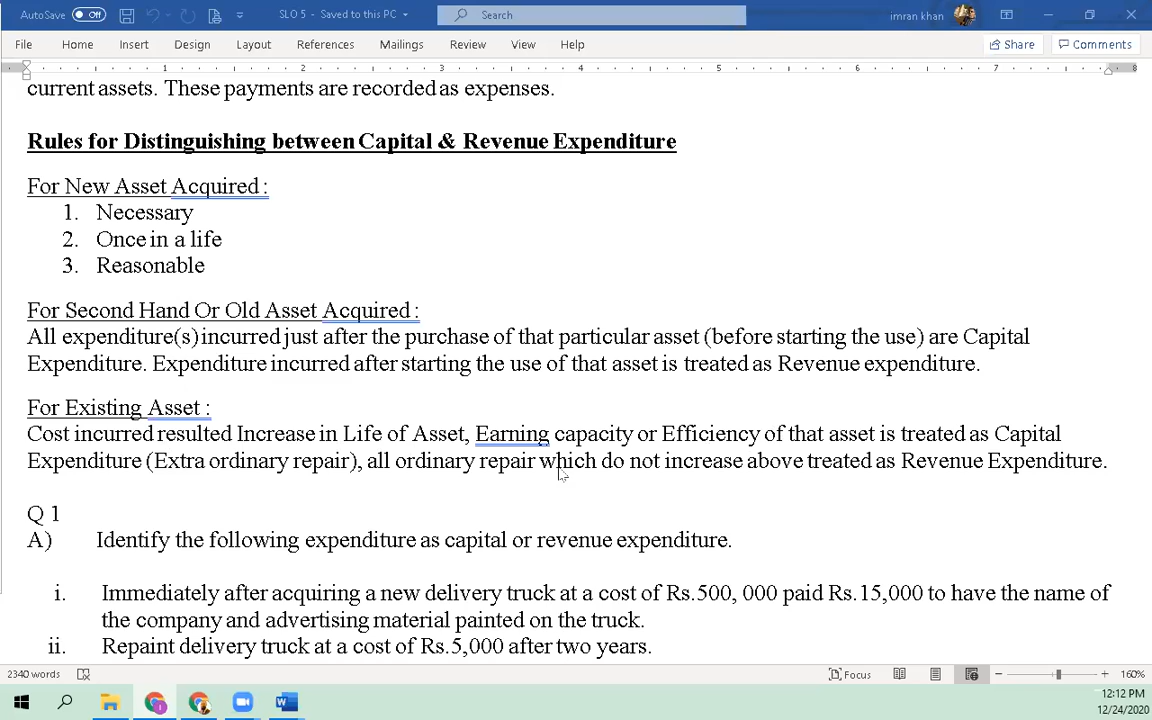 AutoSave Off SLO 5 - Saved to this PC Search imran khan
File Home Insert Design Layout References Mailings Review View Help Share Comments
1 2 3 4 5 6 7 8
current assets. These payments are recorded as expenses.
Rules for Distinguishing between Capital & Revenue Expenditure
For New Asset Acquired :
1. Necessary
2. Once in a life
3. Reasonable
For Second Hand Or Old Asset Acquired :
All expenditure(s) incurred just after the purchase of that particular asset (before starting the use) are Capital
Expenditure. Expenditure incurred after starting the use of that asset is treated as Revenue expenditure.
For Existing Asset :
Cost incurred resulted Increase in Life of Asset, Earning capacity or Efficiency of that asset is treated as Capital
Expenditure (Extra ordinary repair), all ordinary repair which do not increase above treated as Revenue Expenditure.
Q 1
A) Identify the following expenditure as capital or revenue expenditure.
i. Immediately after acquiring a new delivery truck at a cost of Rs.500, 000 paid Rs.15,000 to have the name of
the company and advertising material painted on the truck.
ii. Repaint delivery truck at a cost of Rs.5,000 after two years.
2340 words Focus 160%
12:12 PM
12/24/2020